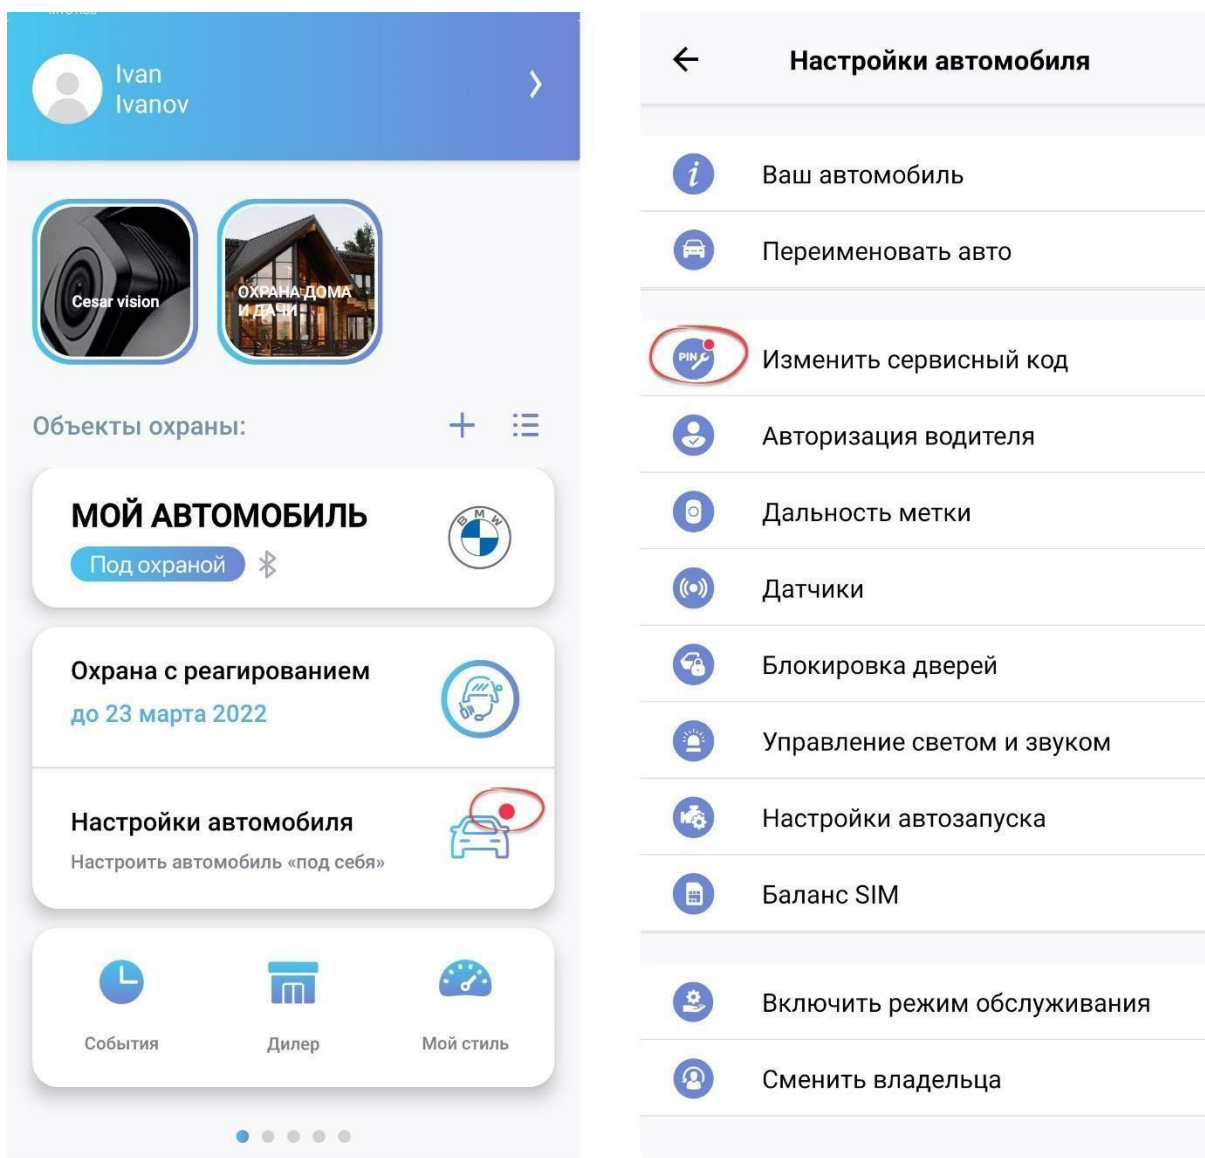 Ivan
Ivanov
Cesar vision
ОХРАНА ДОМА
И ДАЧИ
Объекты охраны:
МОЙ АВТОМОБИЛЬ
Под охраной
BMW
Охрана с реагированием
до 23 марта 2022
Настройки автомобиля
Настроить автомобиль «под себя»
События
Дилер
Мой стиль
Настройки автомобиля
Ваш автомобиль
Переименовать авто
PIN
Изменить сервисный код
Авторизация водителя
Дальность метки
Датчики
Блокировка дверей
Управление светом и звуком
Настройки автозапуска
Баланс SIM
Включить режим обслуживания
Сменить владельца